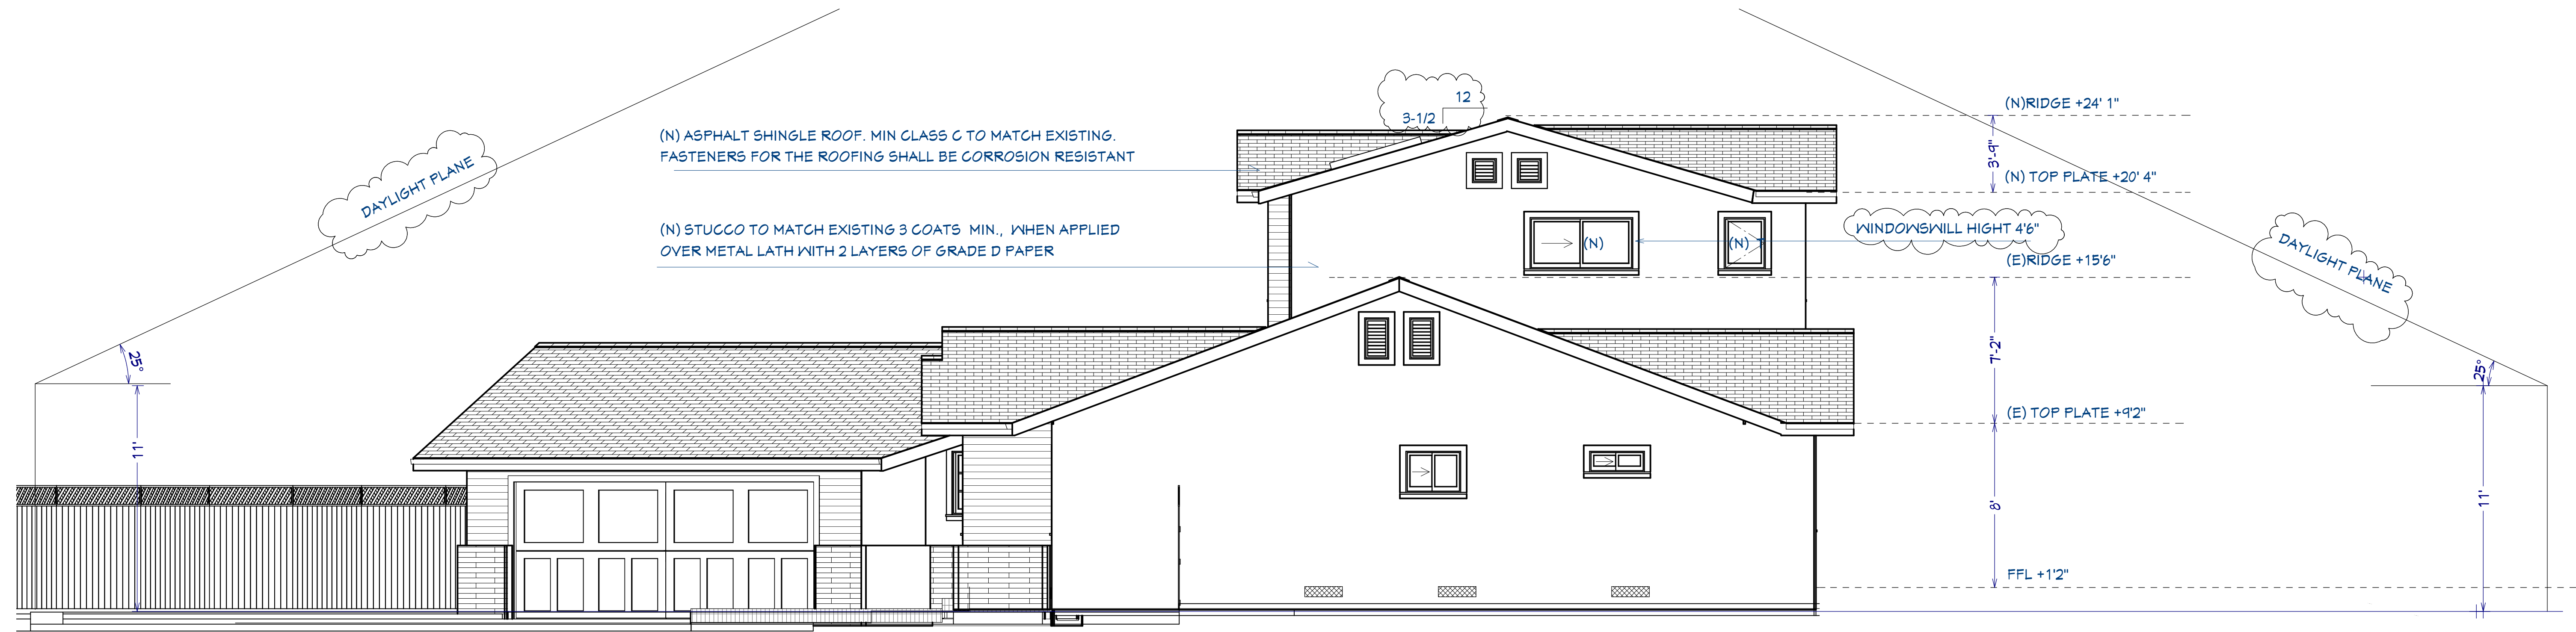 12
3-1/2
(N)RIDGE +24' 1"
(N) ASPHALT SHINGLE ROOF. MIN CLASS C TO MATCH EXISTING.
FASTENERS FOR THE ROOFING SHALL BE CORROSION RESISTANT
3'-9"
(N) TOP PLATE +20' 4"
DAYLIGHT PLANE
(N) STUCCO TO MATCH EXISTING 3 COATS MIN., WHEN APPLIED
OVER METAL LATH WITH 2 LAYERS OF GRADE D PAPER
(N)
(N)
WINDOWSWILL HIGHT 4'6"
(E)RIDGE +15'6"
DAYLIGHT PLANE
25°
7'-2"
25°
(E) TOP PLATE +9'2"
11'
8'
11'
FFL +1'2"